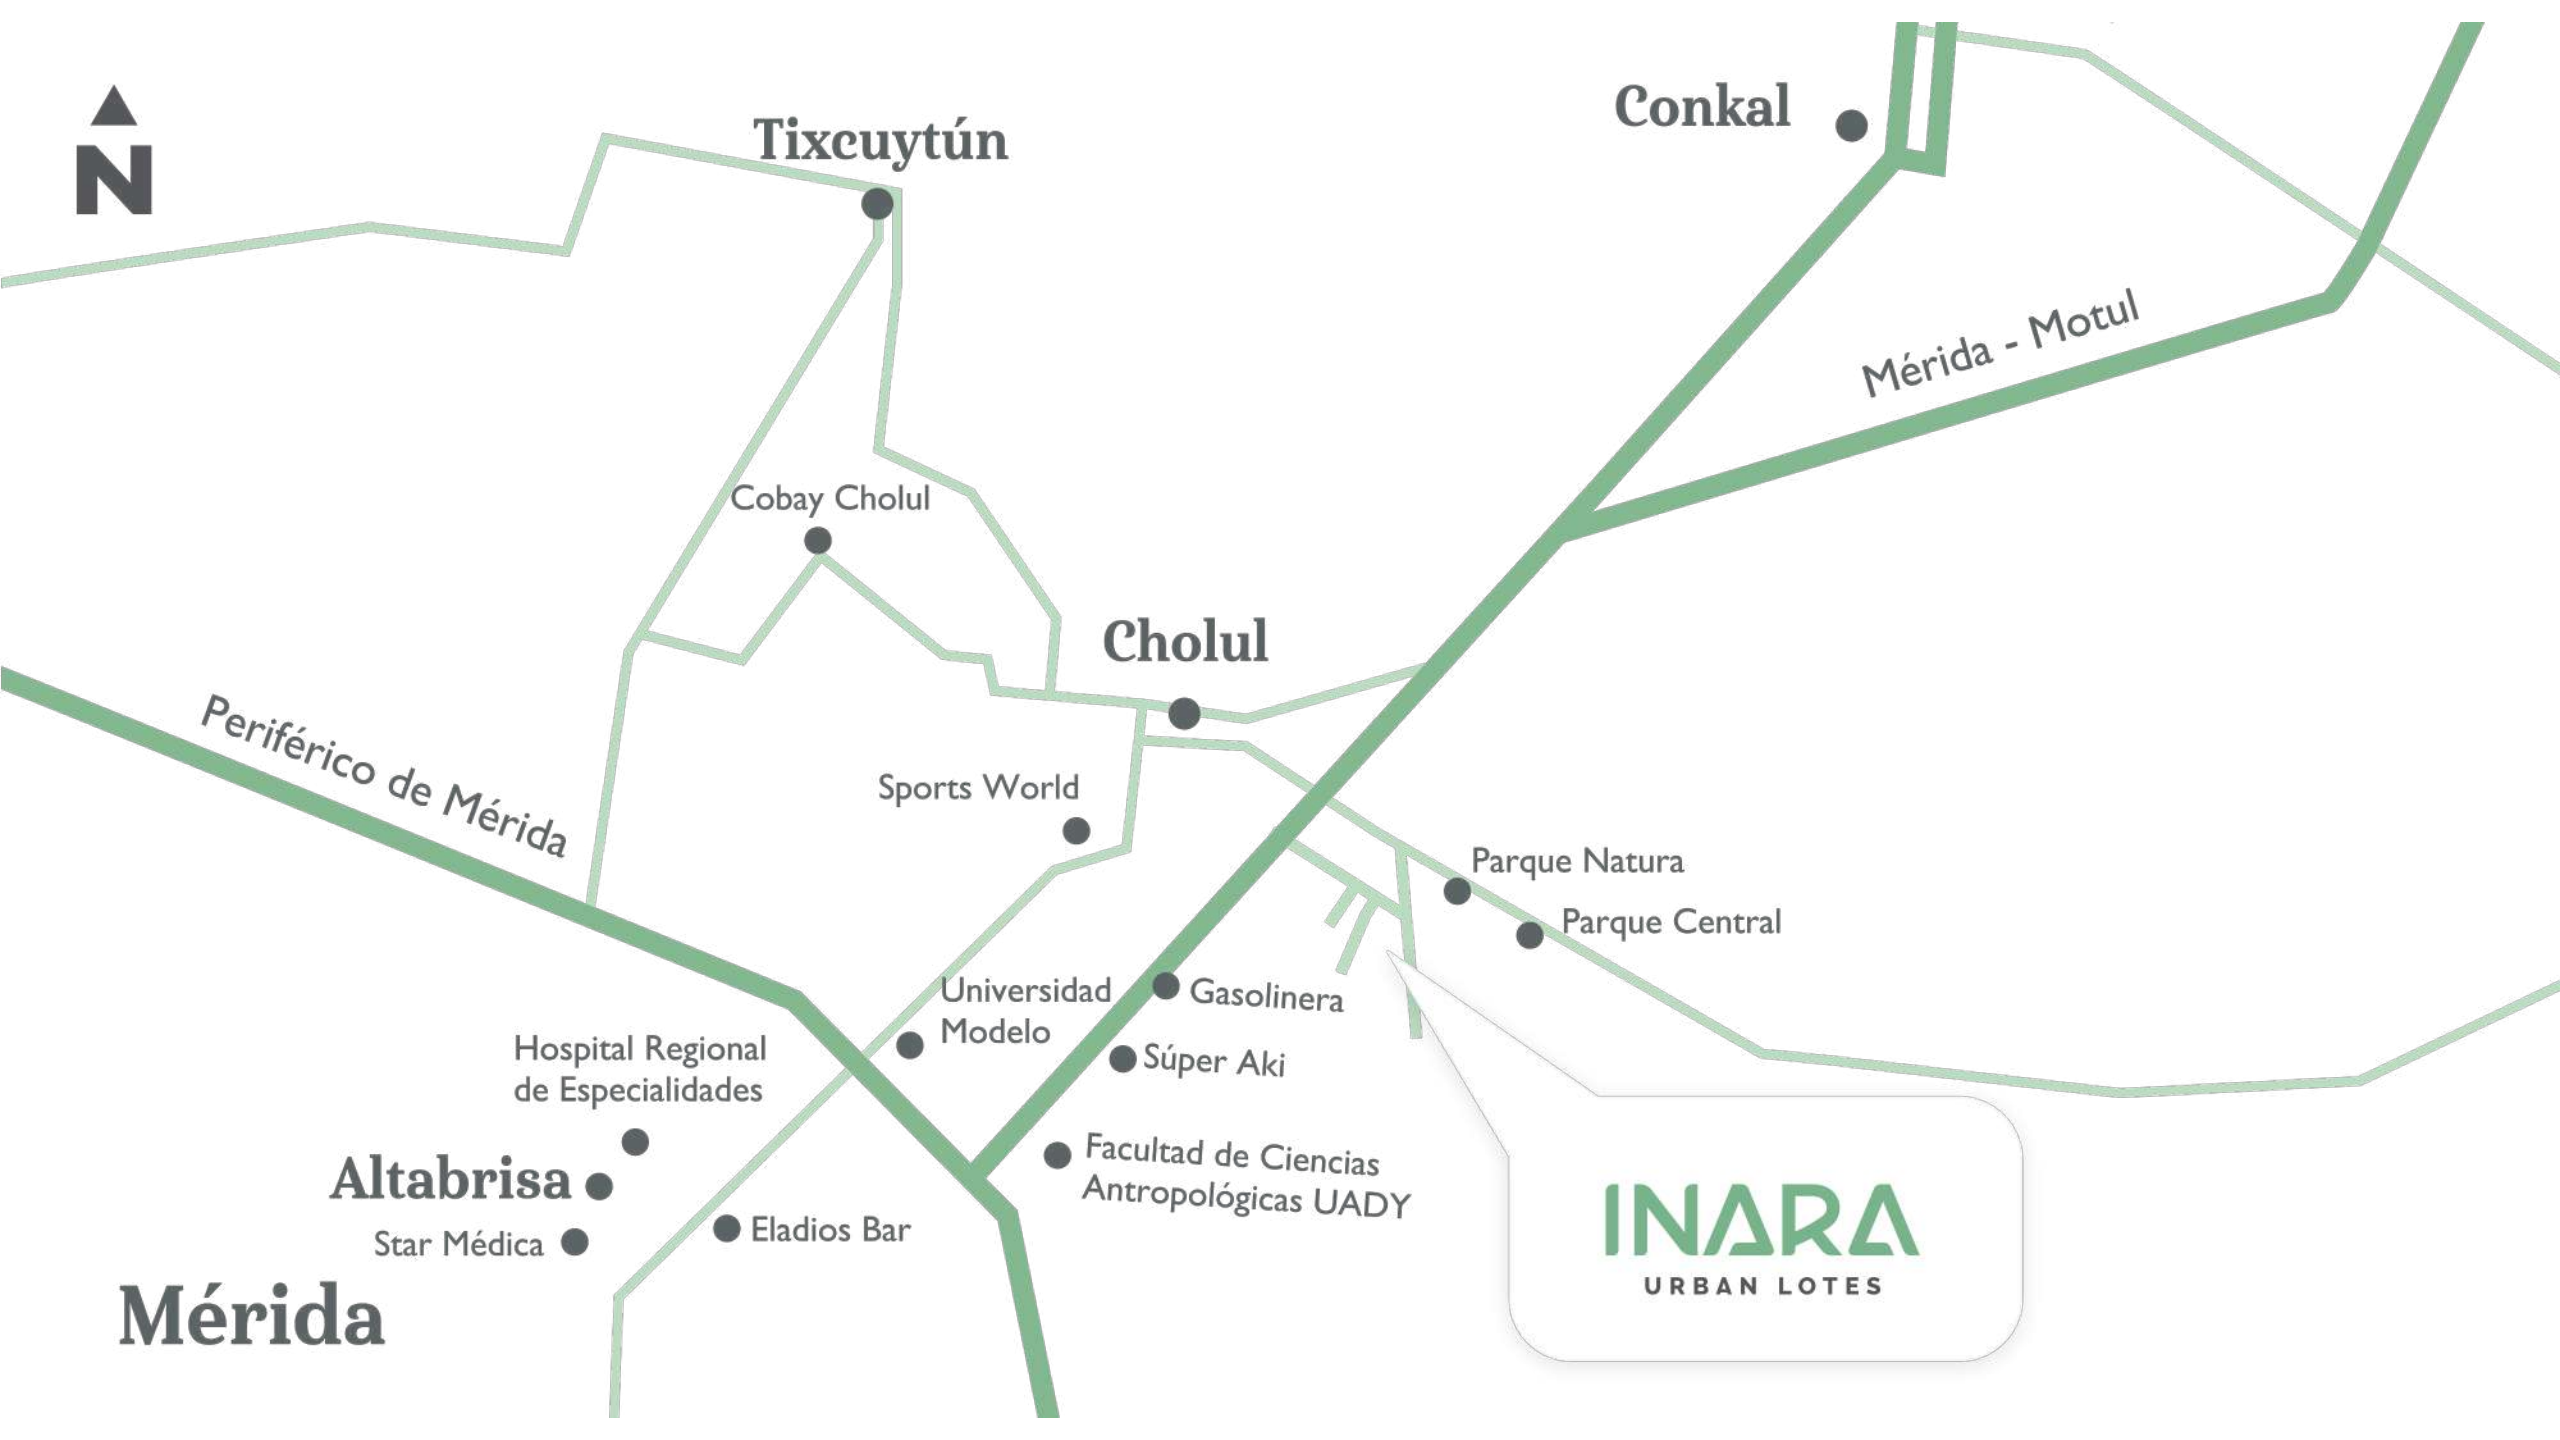 Conkal
Tixcuytún
N
Mérida - Motul
Cobay Cholul
Cholul
Periférico de Mérida
Sports World
Parque Natura
Parque Central
Universidad
Modelo
Gasolinera
Hospital Regional
de Especialidades
Súper Aki
Altabrisa
Facultad de Ciencias
Antropológicas UADY
Star Médica
Eladios Bar
Mérida
INARA
URBAN LOTES